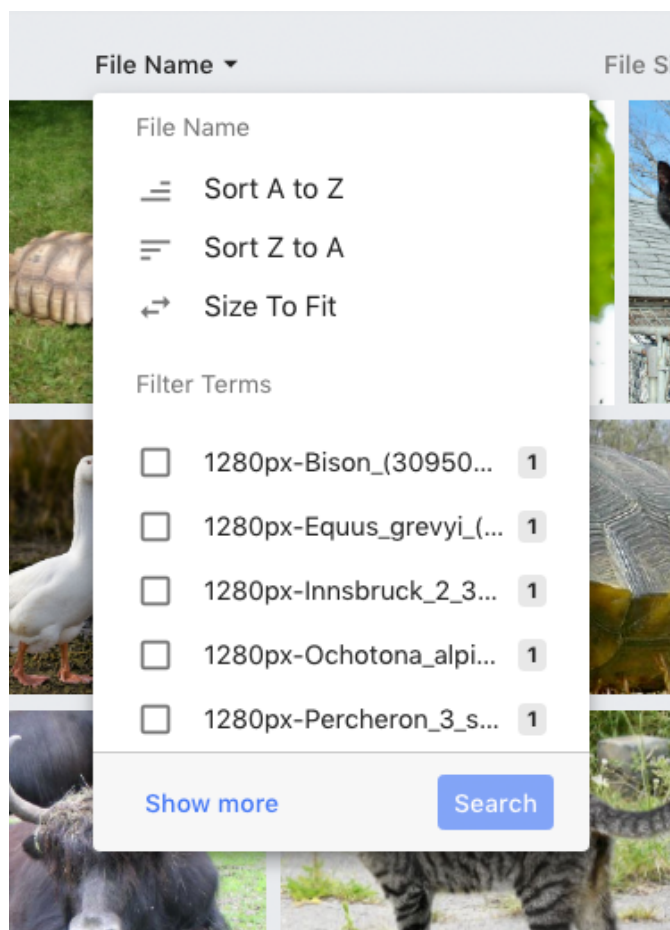 File Name
File S
File Name
Sort A to Z
Sort Z to A
Size To Fit
Filter Terms
1280px-Bison_(30950... 1
1280px-Equus_grevyi_(... 1
1280px-Innsbruck_2_3... 1
1280px-Ochotona_alpi... 1
1280px-Percheron_3_s... 1
Show more
Search